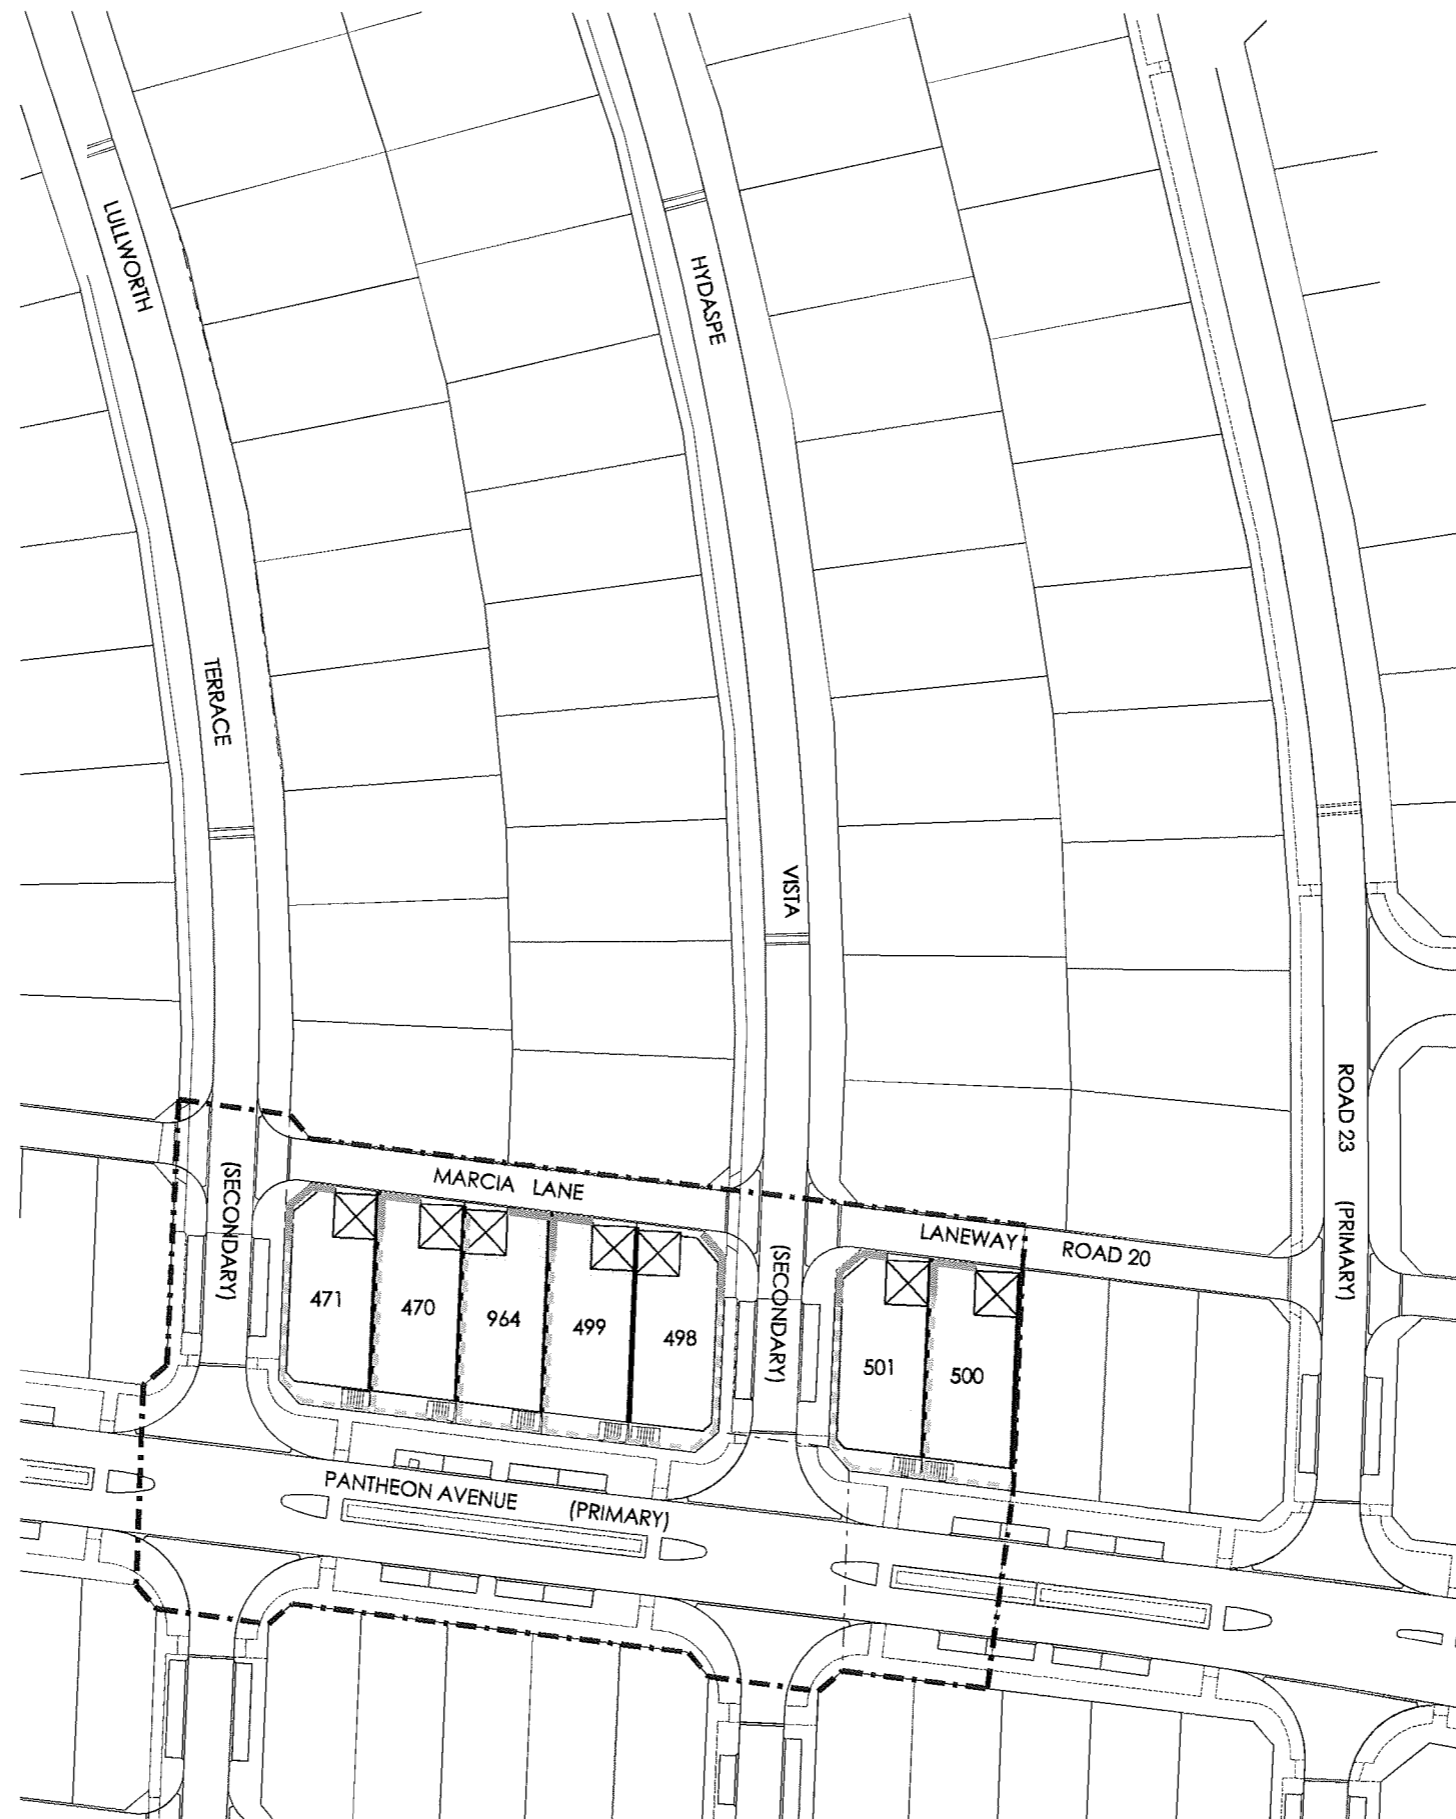 LULLWORTH
TERRACE
(SECONDARY)
HYDASPE
VISTA
(SECONDARY)
ROAD 23 (PRIMARY)
MARCIA LANE
LANEWAY
ROAD 20
471
470
964
499
498
501
500
PANTHEON AVENUE (PRIMARY)